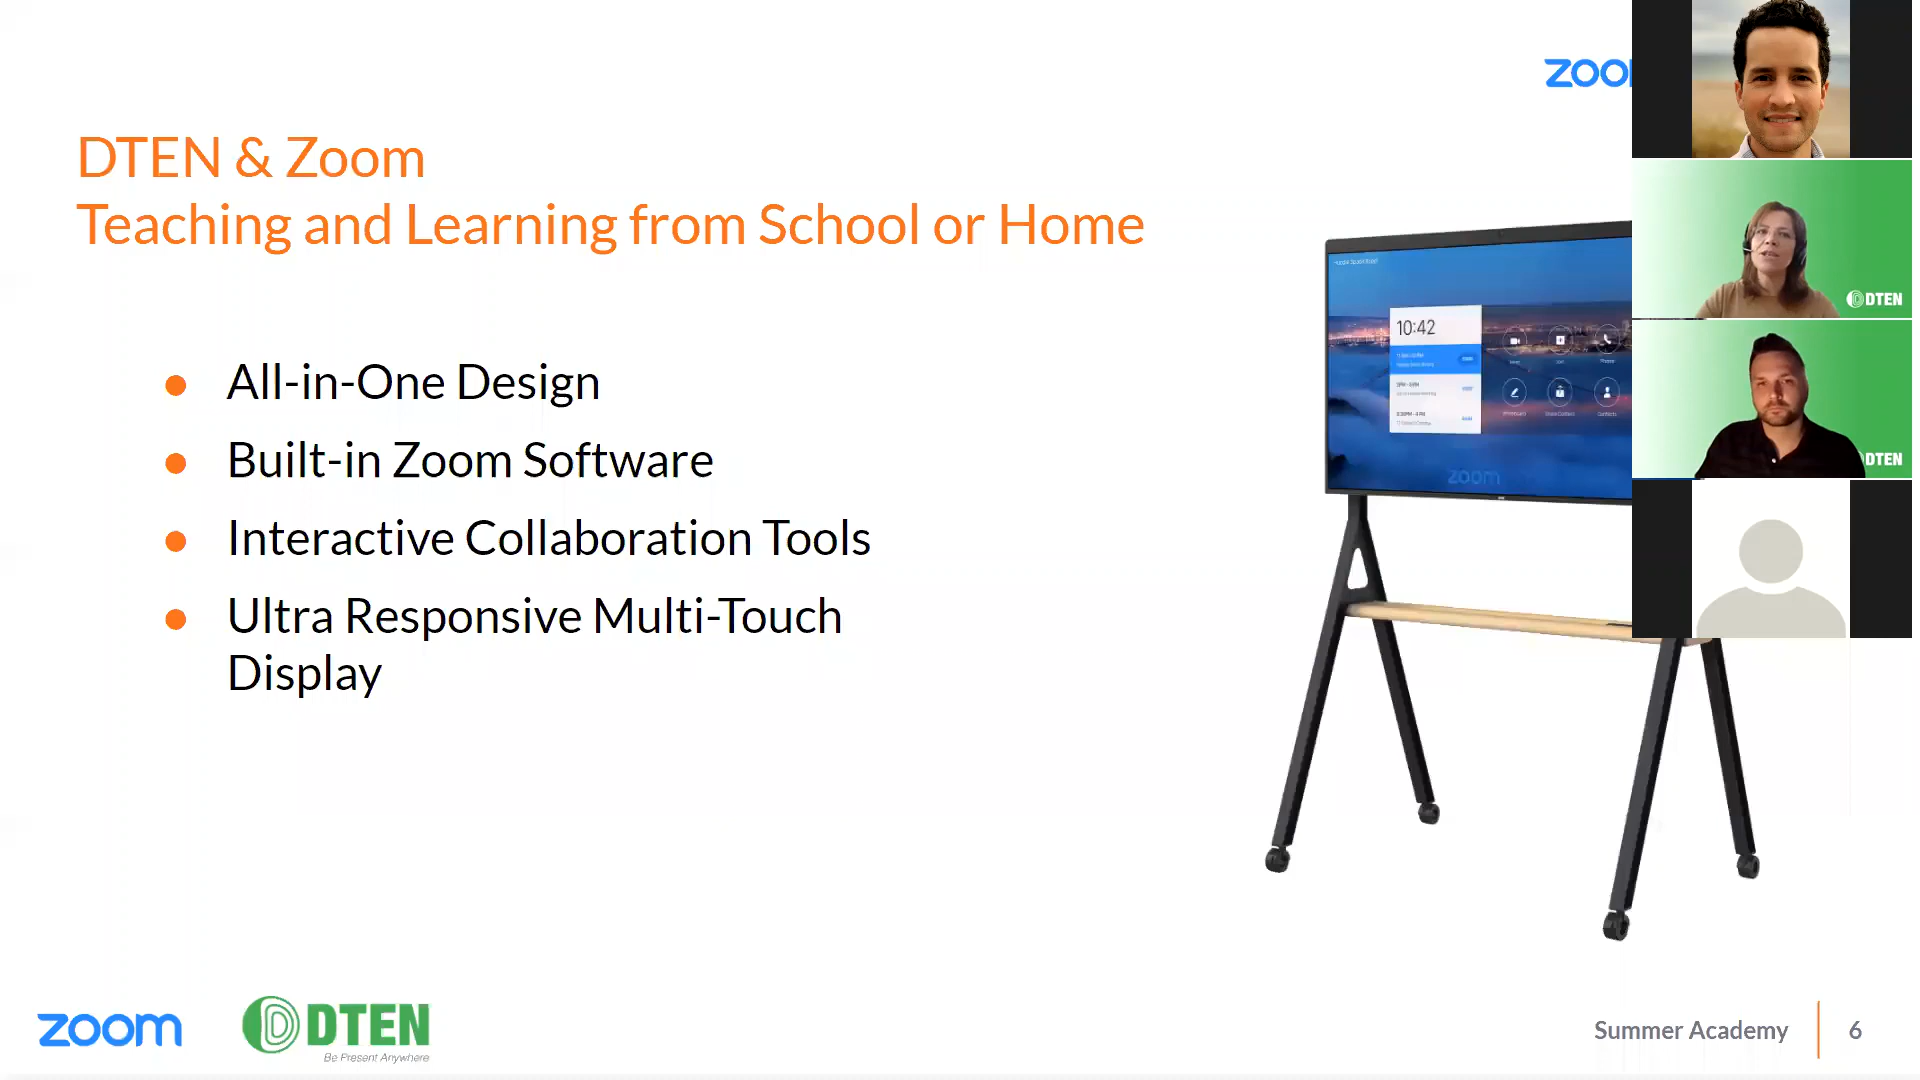 zoo
DTEN & Zoom
Teaching and Learning from School or Home
All-in-One Design
Built-in Zoom Software
Interactive Collaboration Tools
Ultra Responsive Multi-Touch
Display
10:42
zoom
DTEN
DTEN
zoom
DTEN
Be Present Anywhere
Summer Academy
6